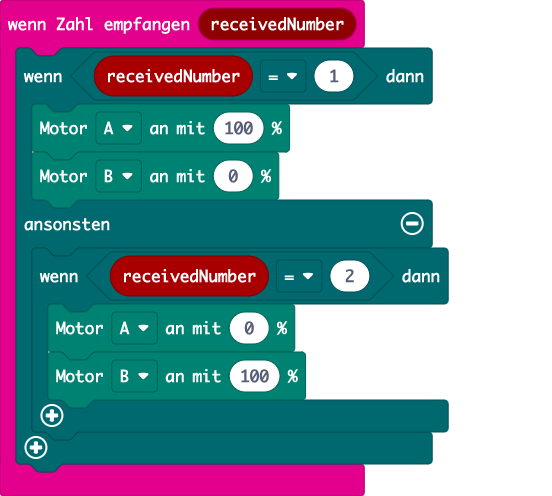 wenn Zahl empfangen receivedNumber
wenn receivedNumber = 1 dann
Motor A an mit 100 %
Motor B an mit 0 %
ansonsten
wenn receivedNumber = 2 dann
Motor A an mit 0 %
Motor B an mit 100 %